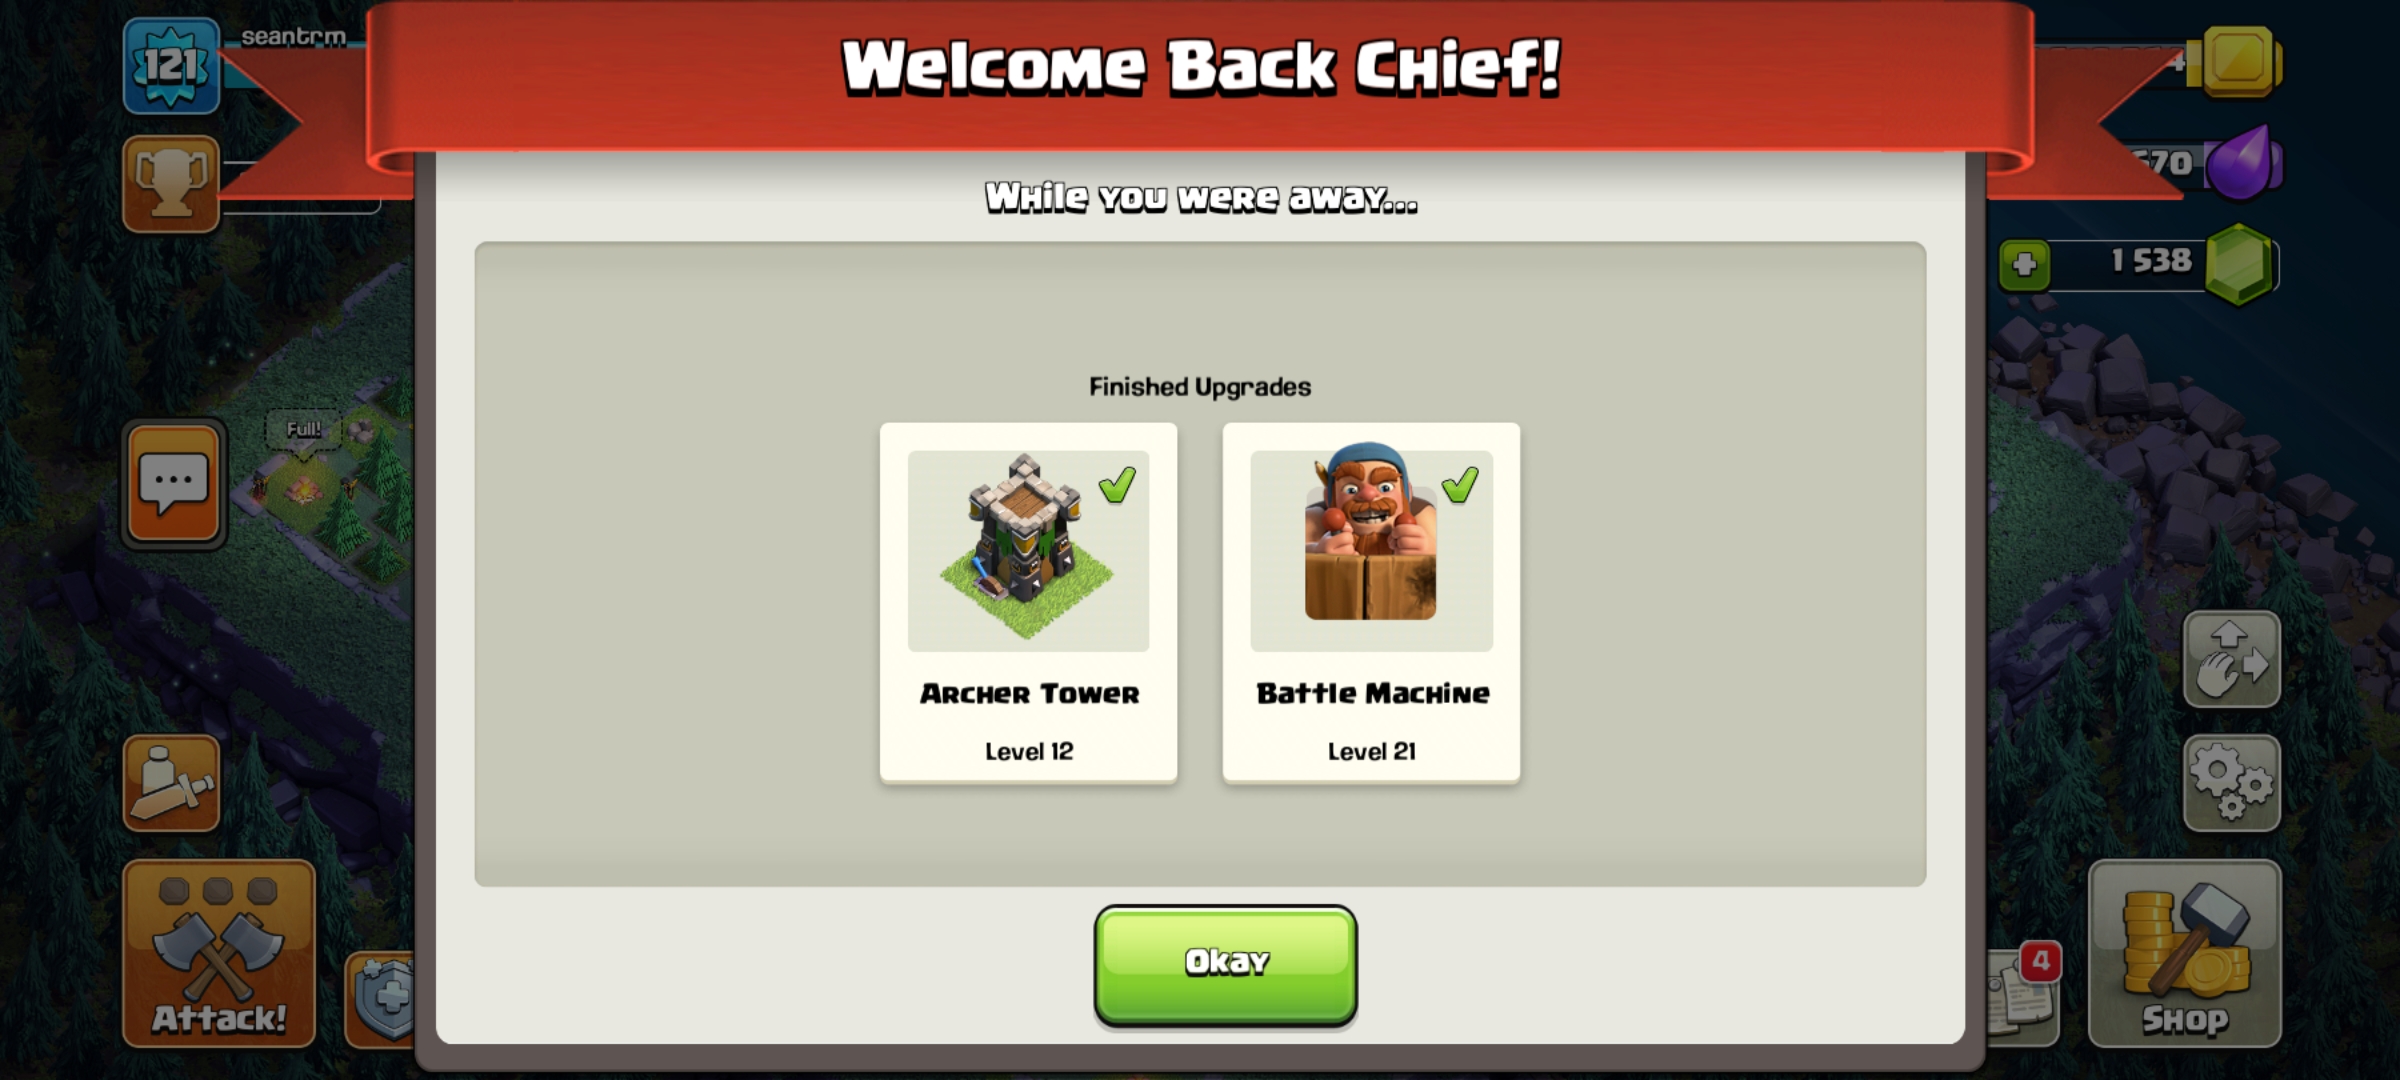 121
seantrm
Welcome Back Chief!
While you were away...
670
1 538
Full!
Finished Upgrades
Archer Tower
Level 12
Battle Machine
Level 21
Okay
Attack!
4
Shop